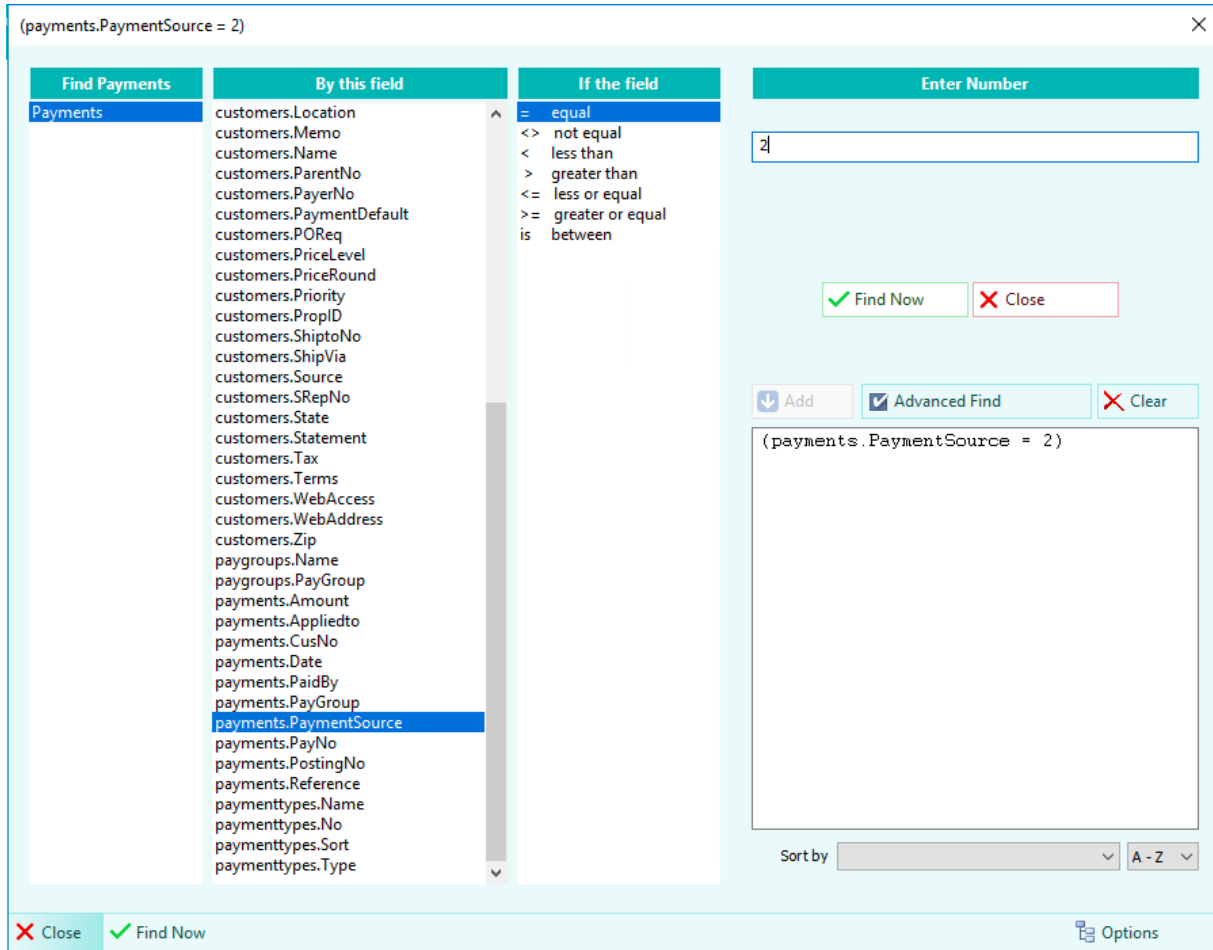 (payments.PaymentSource = 2)
Find Payments
Payments
By this field
customers.Location
customers.Memo
customers.Name
customers.ParentNo
customers.PayerNo
customers.PaymentDefault
customers.POReq
customers.PriceLevel
customers.PriceRound
customers.Priority
customers.PropID
customers.ShiptoNo
customers.ShipVia
customers.Source
customers.SRepNo
customers.State
customers.Statement
customers.Tax
customers.Terms
customers.WebAccess
customers.WebAddress
customers.Zip
paygroups.Name
paygroups.PayGroup
payments.Amount
payments.Appliedto
payments.CusNo
payments.Date
payments.PaidBy
payments.PayGroup
payments.PaymentSource
payments.PayNo
payments.PostingNo
payments.Reference
paymenttypes.Name
paymenttypes.No
paymenttypes.Sort
paymenttypes.Type
If the field
= equal
<> not equal
< less than
> greater than
<= less or equal
>= greater or equal
is between
Enter Number
2
Find Now Close
Add Advanced Find Clear
(payments.PaymentSource = 2)
Sort by A - Z
Close Find Now Options